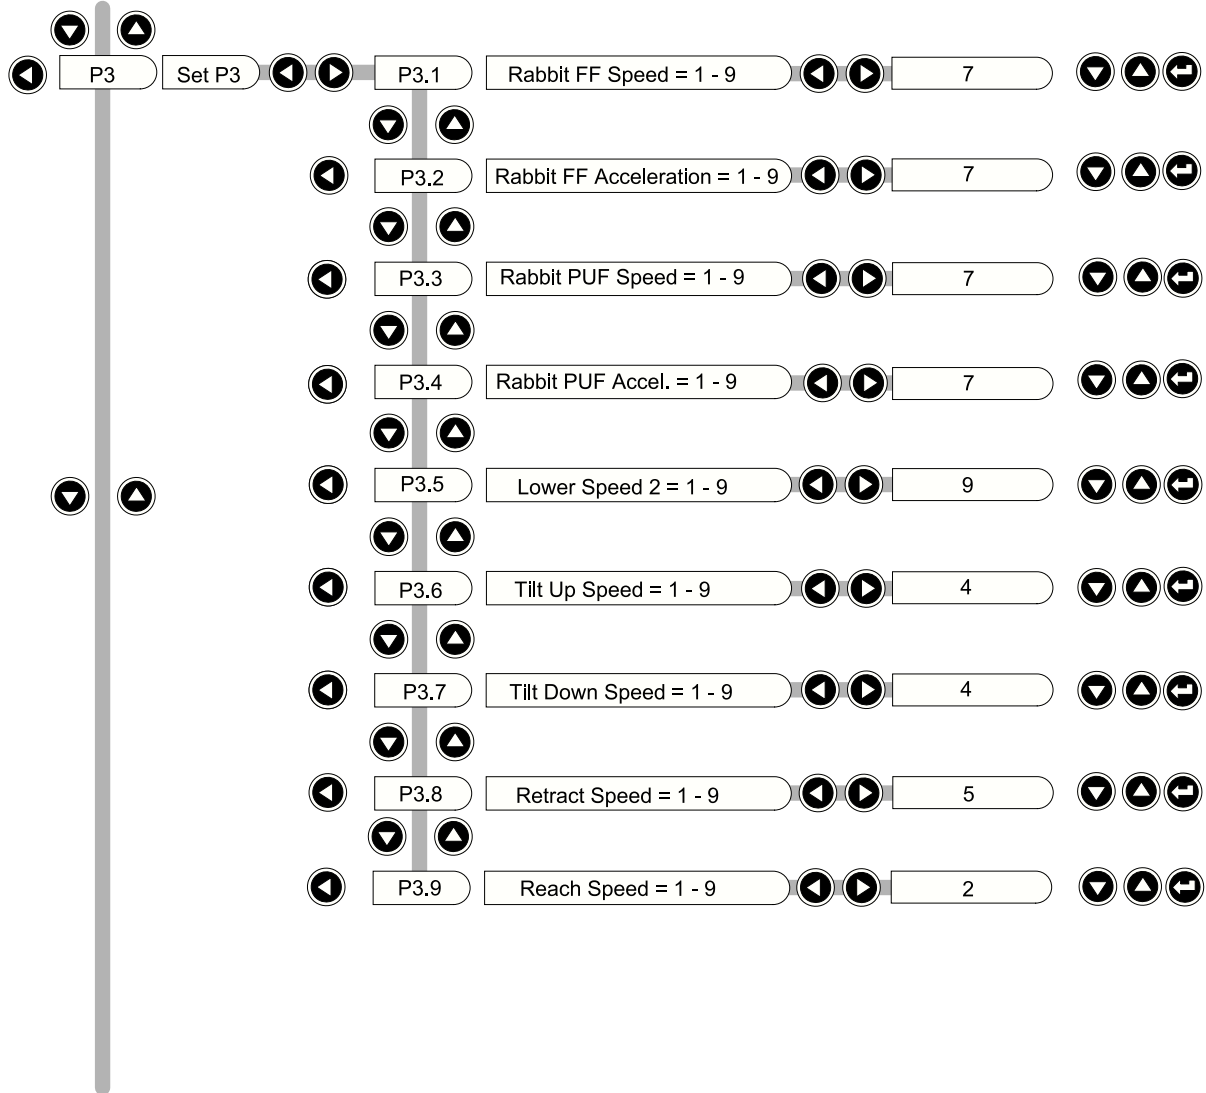 P3 Set P3 P3.1 Rabbit FF Speed = 1 - 9 7
P3.2 Rabbit FF Acceleration = 1 - 9 7
P3.3 Rabbit PUF Speed = 1 - 9 7
P3.4 Rabbit PUF Accel. = 1 - 9 7
P3.5 Lower Speed 2 = 1 - 9 9
P3.6 Tilt Up Speed = 1 - 9 4
P3.7 Tilt Down Speed = 1 - 9 4
P3.8 Retract Speed = 1 - 9 5
P3.9 Reach Speed = 1 - 9 2